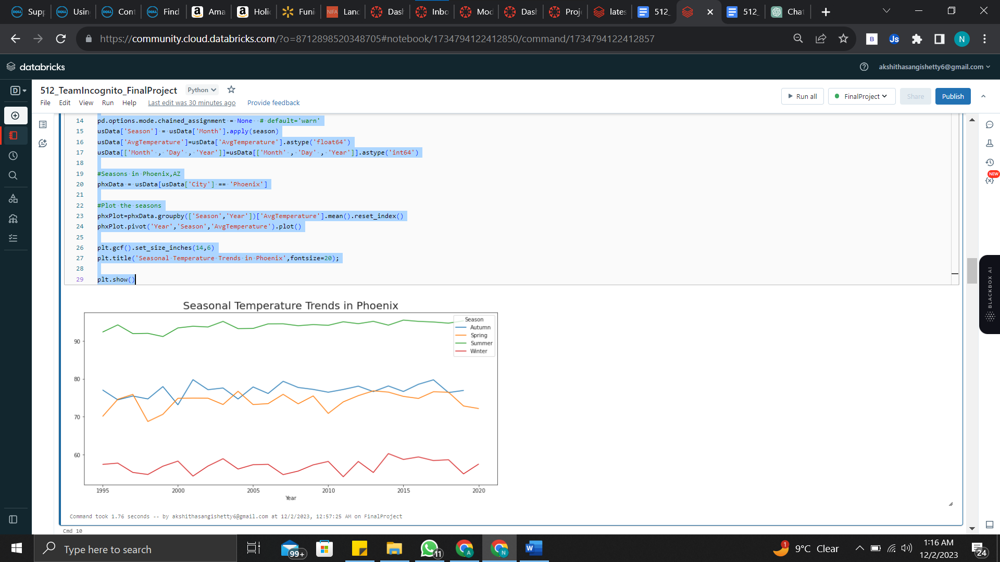 Supp
Usin
Cont
Find
Ama
Holic
Funi
NIFA
Lanc
Dash
Inbo
Mod
Dash
Proje
lates
512_
512_
Chat
https://community.cloud.databricks.com/?o=8712898520348705#notebook/1734794122412850/command/1734794122412857
B
Js
N
databricks
akshithasangishetty6@gmail.com
D
512_TeamIncognito_FinalProject
Python
File Edit View Run Help Last edit was 30 minutes ago Provide feedback
Run all
FinalProject
Share
Publish
14 pd.options.mode.chained_assignment = None # default='warn'
15 usData['Season'] = usData['Month'].apply(season)
16 usData['AvgTemperature']=usData['AvgTemperature'].astype('float64')
17 usData[['Month' , 'Day' , 'Year']]=usData[['Month' , 'Day' , 'Year']].astype('int64')
18
19 #Seasons in Phoenix,AZ
20 phxData = usData[usData['City'] == 'Phoenix']
21
22 #Plot the seasons
23 phxPlot=phxData.groupby(['Season','Year'])['AvgTemperature'].mean().reset_index()
24 phxPlot.pivot('Year','Season','AvgTemperature').plot()
25
26 plt.gcf().set_size_inches(14,6)
27 plt.title('Seasonal Temperature Trends in Phoenix',fontsize=20);
28
29 plt.show()
NEW
{x}
BLACKBOX AI
Seasonal Temperature Trends in Phoenix
Season
Autumn
Spring
Summer
Winter
90
80
70
60
1995 2000 2005 2010 2015 2020
Year
Command took 1.76 seconds -- by akshithasangishetty6@gmail.com at 12/2/2023, 12:57:25 AM on FinalProject
Cmd 10
Type here to search
99+
11
A
N
W
1
9°C Clear
1:16 AM
12/2/2023
24